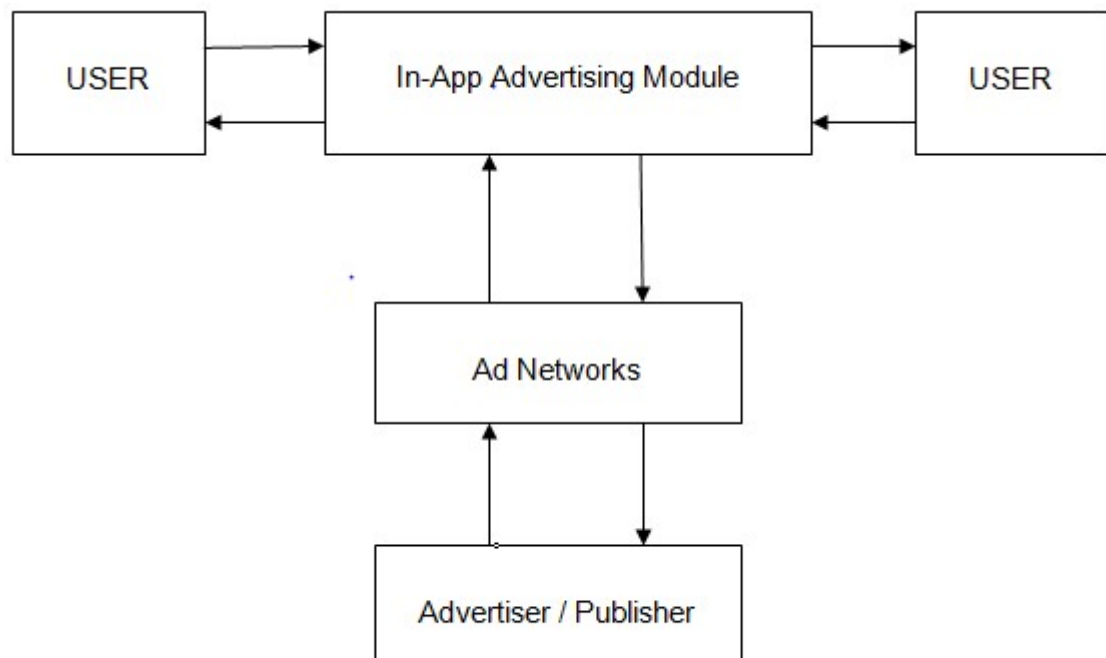 USER
In-App Advertising Module
USER
Ad Networks
Advertiser / Publisher